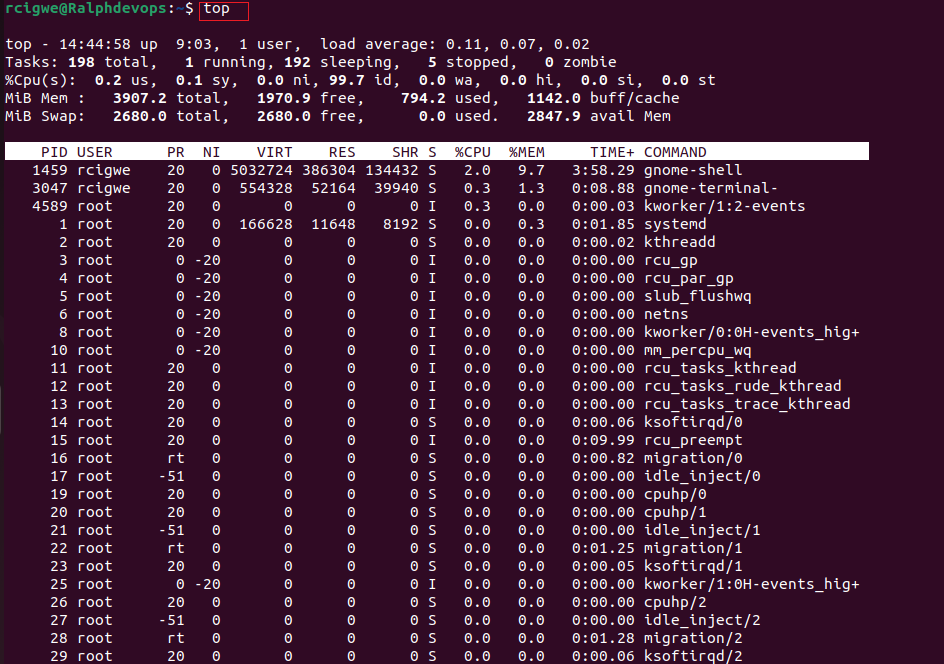 rcigwe@Ralphdevops:~$ top
top - 14:44:58 up  9:03,  1 user,  load average: 0.11, 0.07, 0.02
Tasks: 198 total,   1 running, 192 sleeping,   5 stopped,   0 zombie
%Cpu(s):  0.2 us,  0.1 sy,  0.0 ni, 99.7 id,  0.0 wa,  0.0 hi,  0.0 si,  0.0 st
MiB Mem :   3907.2 total,   1970.9 free,    794.2 used,   1142.0 buff/cache
MiB Swap:   2680.0 total,   2680.0 free,      0.0 used.   2847.9 avail Mem
PID USER      PR  NI    VIRT    RES    SHR S  %CPU  %MEM     TIME+ COMMAND
1459 rcigwe    20   0 5032724 386304 134432 S   2.0   9.7   3:58.29 gnome-shell
3047 rcigwe    20   0  554328  52164  39940 S   0.3   1.3   0:08.88 gnome-terminal-
4589 root      20   0       0      0      0 I   0.3   0.0   0:00.03 kworker/1:2-events
1 root      20   0  166628  11648   8192 S   0.0   0.3   0:01.85 systemd
2 root      20   0       0      0      0 S   0.0   0.0   0:00.02 kthreadd
3 root       0 -20       0      0      0 I   0.0   0.0   0:00.00 rcu_gp
4 root       0 -20       0      0      0 I   0.0   0.0   0:00.00 rcu_par_gp
5 root       0 -20       0      0      0 I   0.0   0.0   0:00.00 slub_flushwq
6 root       0 -20       0      0      0 I   0.0   0.0   0:00.00 netns
8 root       0 -20       0      0      0 I   0.0   0.0   0:00.00 kworker/0:0H-events_hig+
10 root       0 -20       0      0      0 I   0.0   0.0   0:00.00 mm_percpu_wq
11 root      20   0       0      0      0 I   0.0   0.0   0:00.00 rcu_tasks_kthread
12 root      20   0       0      0      0 I   0.0   0.0   0:00.00 rcu_tasks_rude_kthread
13 root      20   0       0      0      0 I   0.0   0.0   0:00.00 rcu_tasks_trace_kthread
14 root      20   0       0      0      0 S   0.0   0.0   0:00.06 ksoftirqd/0
15 root      20   0       0      0      0 I   0.0   0.0   0:09.99 rcu_preempt
16 root      rt   0       0      0      0 S   0.0   0.0   0:00.82 migration/0
17 root     -51   0       0      0      0 S   0.0   0.0   0:00.00 idle_inject/0
19 root      20   0       0      0      0 S   0.0   0.0   0:00.00 cpuhp/0
20 root      20   0       0      0      0 S   0.0   0.0   0:00.00 cpuhp/1
21 root     -51   0       0      0      0 S   0.0   0.0   0:00.00 idle_inject/1
22 root      rt   0       0      0      0 S   0.0   0.0   0:01.25 migration/1
23 root      20   0       0      0      0 S   0.0   0.0   0:00.05 ksoftirqd/1
25 root       0 -20       0      0      0 I   0.0   0.0   0:00.00 kworker/1:0H-events_hig+
26 root      20   0       0      0      0 S   0.0   0.0   0:00.00 cpuhp/2
27 root     -51   0       0      0      0 S   0.0   0.0   0:00.00 idle_inject/2
28 root      rt   0       0      0      0 S   0.0   0.0   0:01.28 migration/2
29 root      20   0       0      0      0 S   0.0   0.0   0:00.06 ksoftirqd/2